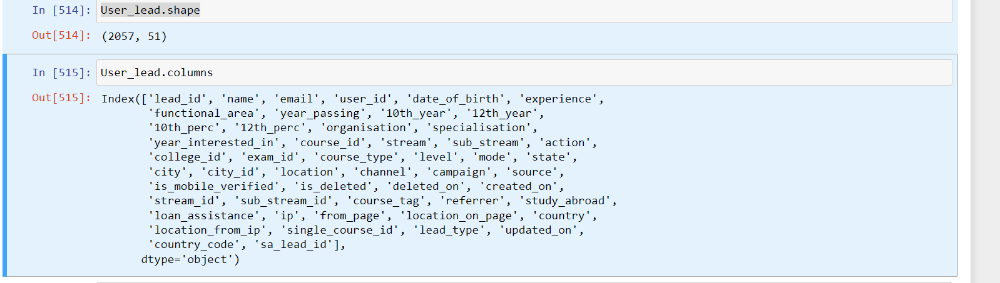 In [514]: User_lead.shape
Out[514]: (2057, 51)
In [515]: User_lead.columns
Out[515]: Index(['lead_id', 'name', 'email', 'user_id', 'date_of_birth', 'experience',
'functional_area', 'year_passing', '10th_year', '12th_year',
'10th_perc', '12th_perc', 'organisation', 'specialisation',
'year_interested_in', 'course_id', 'stream', 'sub_stream', 'action',
'college_id', 'exam_id', 'course_type', 'level', 'mode', 'state',
'city', 'city_id', 'location', 'channel', 'campaign', 'source',
'is_mobile_verified', 'is_deleted', 'deleted_on', 'created_on',
'stream_id', 'sub_stream_id', 'course_tag', 'referrer', 'study_abroad',
'loan_assistance', 'ip', 'from_page', 'location_on_page', 'country',
'location_from_ip', 'single_course_id', 'lead_type', 'updated_on',
'country_code', 'sa_lead_id'],
dtype='object')